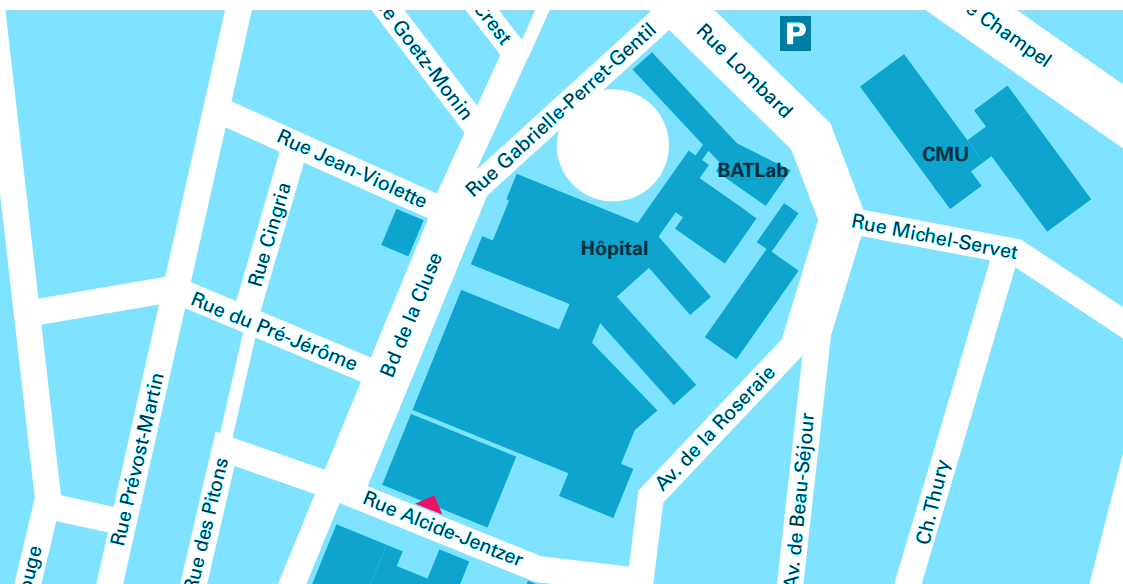 P
Crest
Goetz-Monin
Champel
Rue Gabrielle-Perret-Gentil
Rue Lombard
Rue Jean-Violette
CMU
BATLab
Rue Cingria
Hôpital
Rue Michel-Servet
Bd de la Cluse
Rue du Pré-Jérôme
Rue Prévost-Martin
Av. de la Roseraie
Av. de Beau-Séjour
Rue des Pitons
Ch. Thury
Rue Alcide-Jentzer